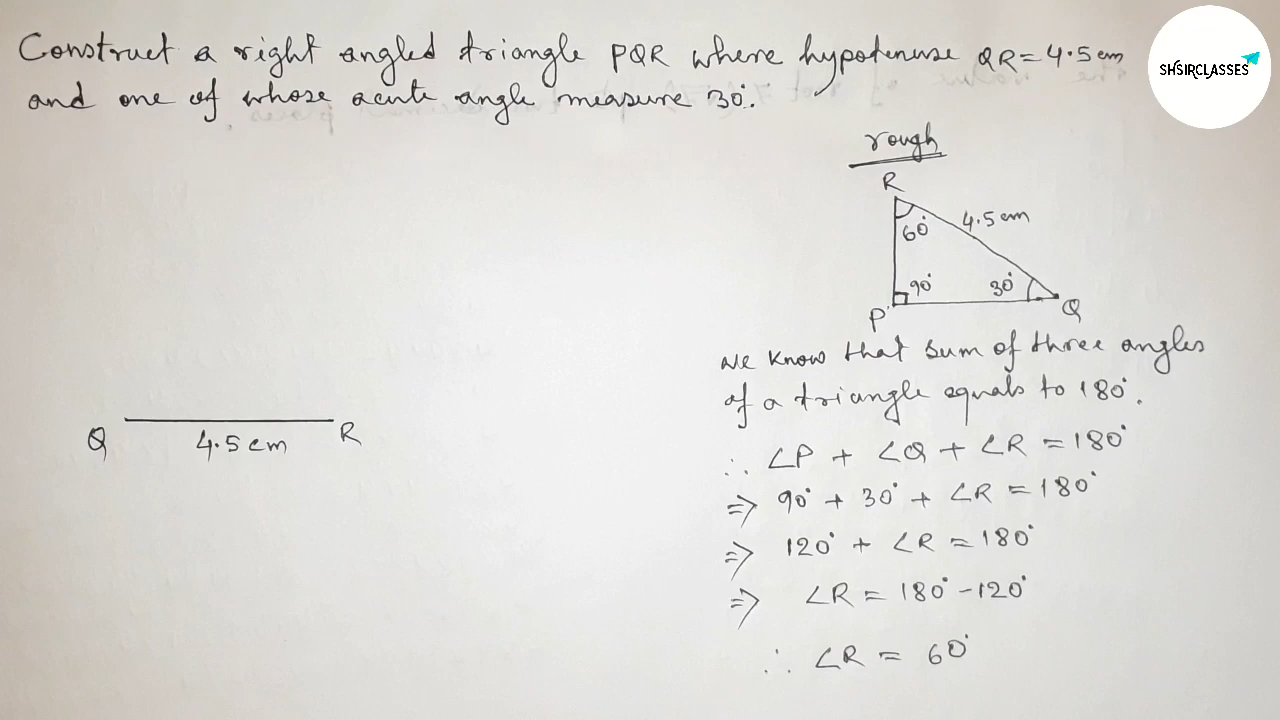 Construct a right angled triangle PQR where hypotenuse QR = 4.5 cm
and one of whose acute angle measure 30°.
SHSIRCLASSES
rough
R
60°
4.5 cm
90°
30°
P
Q
We know that sum of three angles
of a triangle equals to 180°.
∴ ∠P + ∠Q + ∠R = 180°
⇒ 90° + 30° + ∠R = 180°
⇒ 120° + ∠R = 180°
⇒ ∠R = 180° - 120°
∴ ∠R = 60°
Q
4.5 cm
R